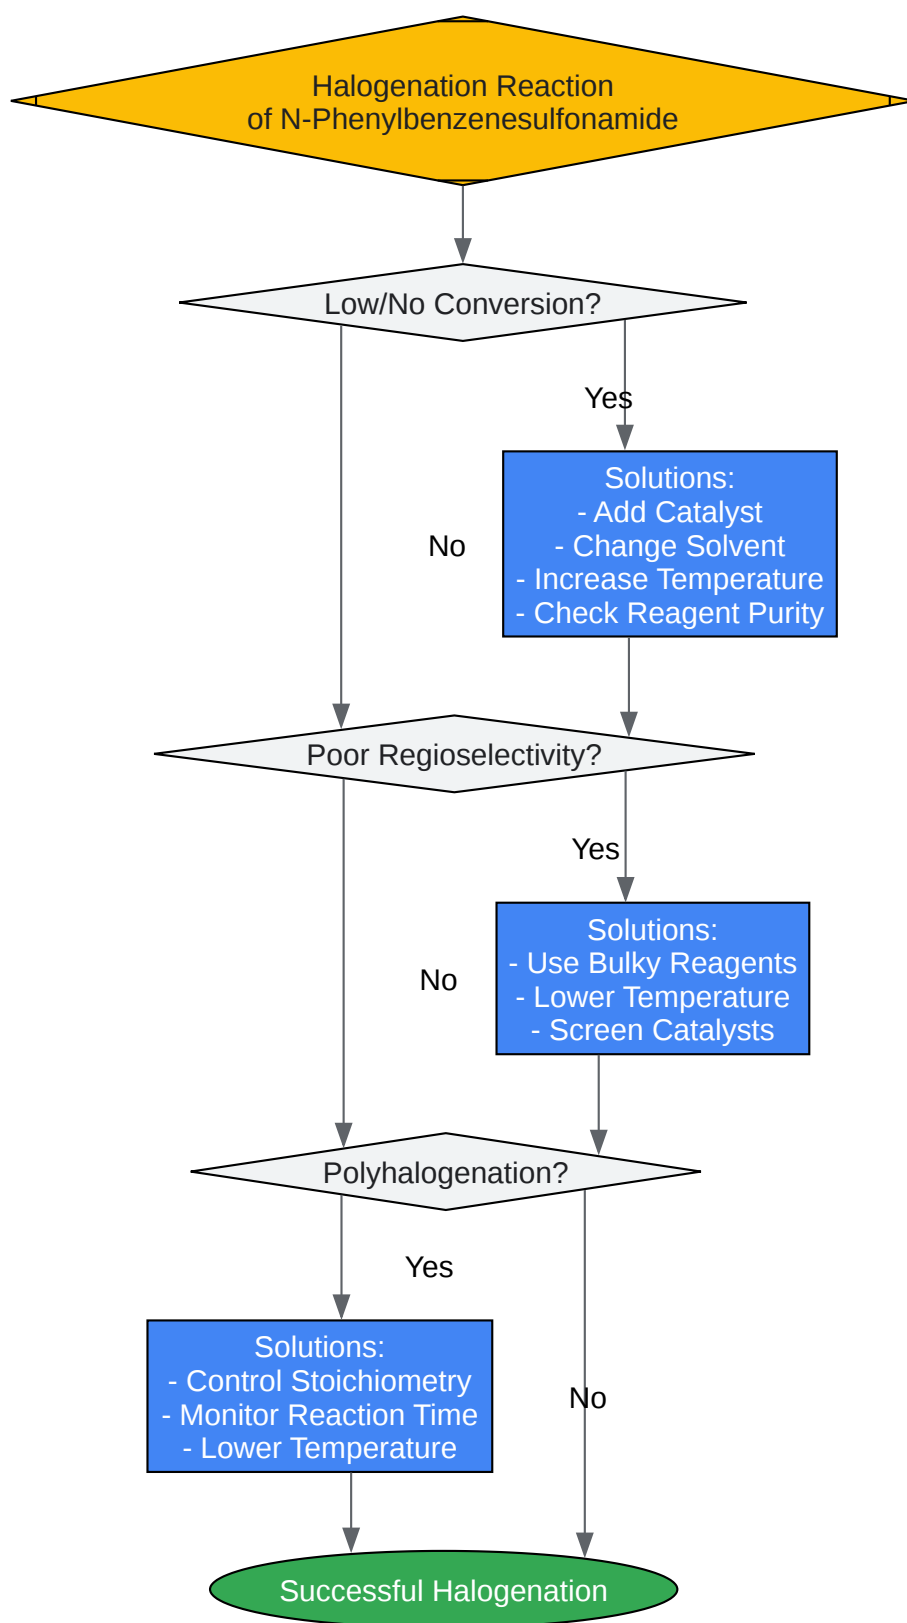 Halogenation Reaction
of N-Phenylbenzenesulfonamide
Low/No Conversion?
Yes
Solutions:
- Add Catalyst
- Change Solvent
- Increase Temperature
- Check Reagent Purity
No
Poor Regioselectivity?
Yes
Solutions:
- Use Bulky Reagents
- Lower Temperature
- Screen Catalysts
No
Polyhalogenation?
Yes
Solutions:
- Control Stoichiometry
- Monitor Reaction Time
- Lower Temperature
No
Successful Halogenation